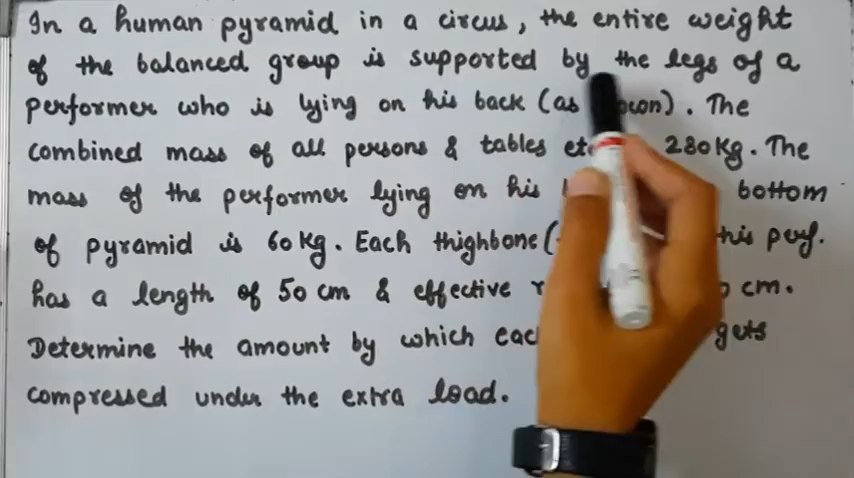 In a human pyramid in a circus, the entire weight
of the balanced group is supported by the legs of a
performer who is lying on his back (as . The
combined mass of all persons & tables 280 Kg. The
mass of the performer lying on his bottom
of pyramid is 60 Kg. Each thighbone ( this perf.
has a length of 50 cm & effective cm.
Determine the amount by which gets
compressed under the extra load.